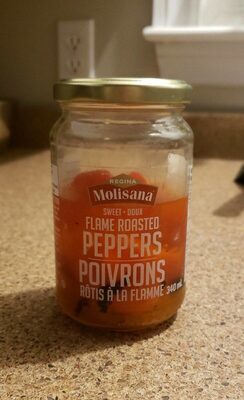 REGINA
Molisana
SWEET • DOUX
FLAME ROASTED
PEPPERS
POIVRONS
RÔTIS À LA FLAMME 340 mL